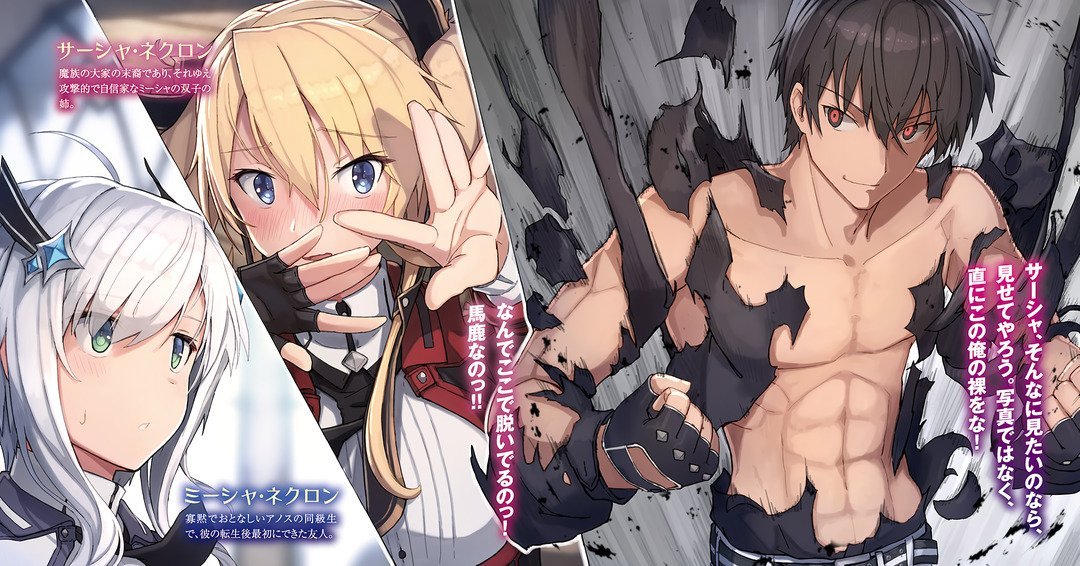 サーシャ、そんなに見たいのなら、
見せてやろう。写真ではなく、
直にこの俺の裸をな！
なんでここで脱いでるのっ！
馬鹿なのっ!!
サーシャ・ネクロン
魔族の大家の末裔であり、それゆえ
攻撃的で自信家なミーシャの双子の
姉。
ミーシャ・ネクロン
寡黙でおとなしいアノスの同級生
で、彼の転生後最初にできた友人。